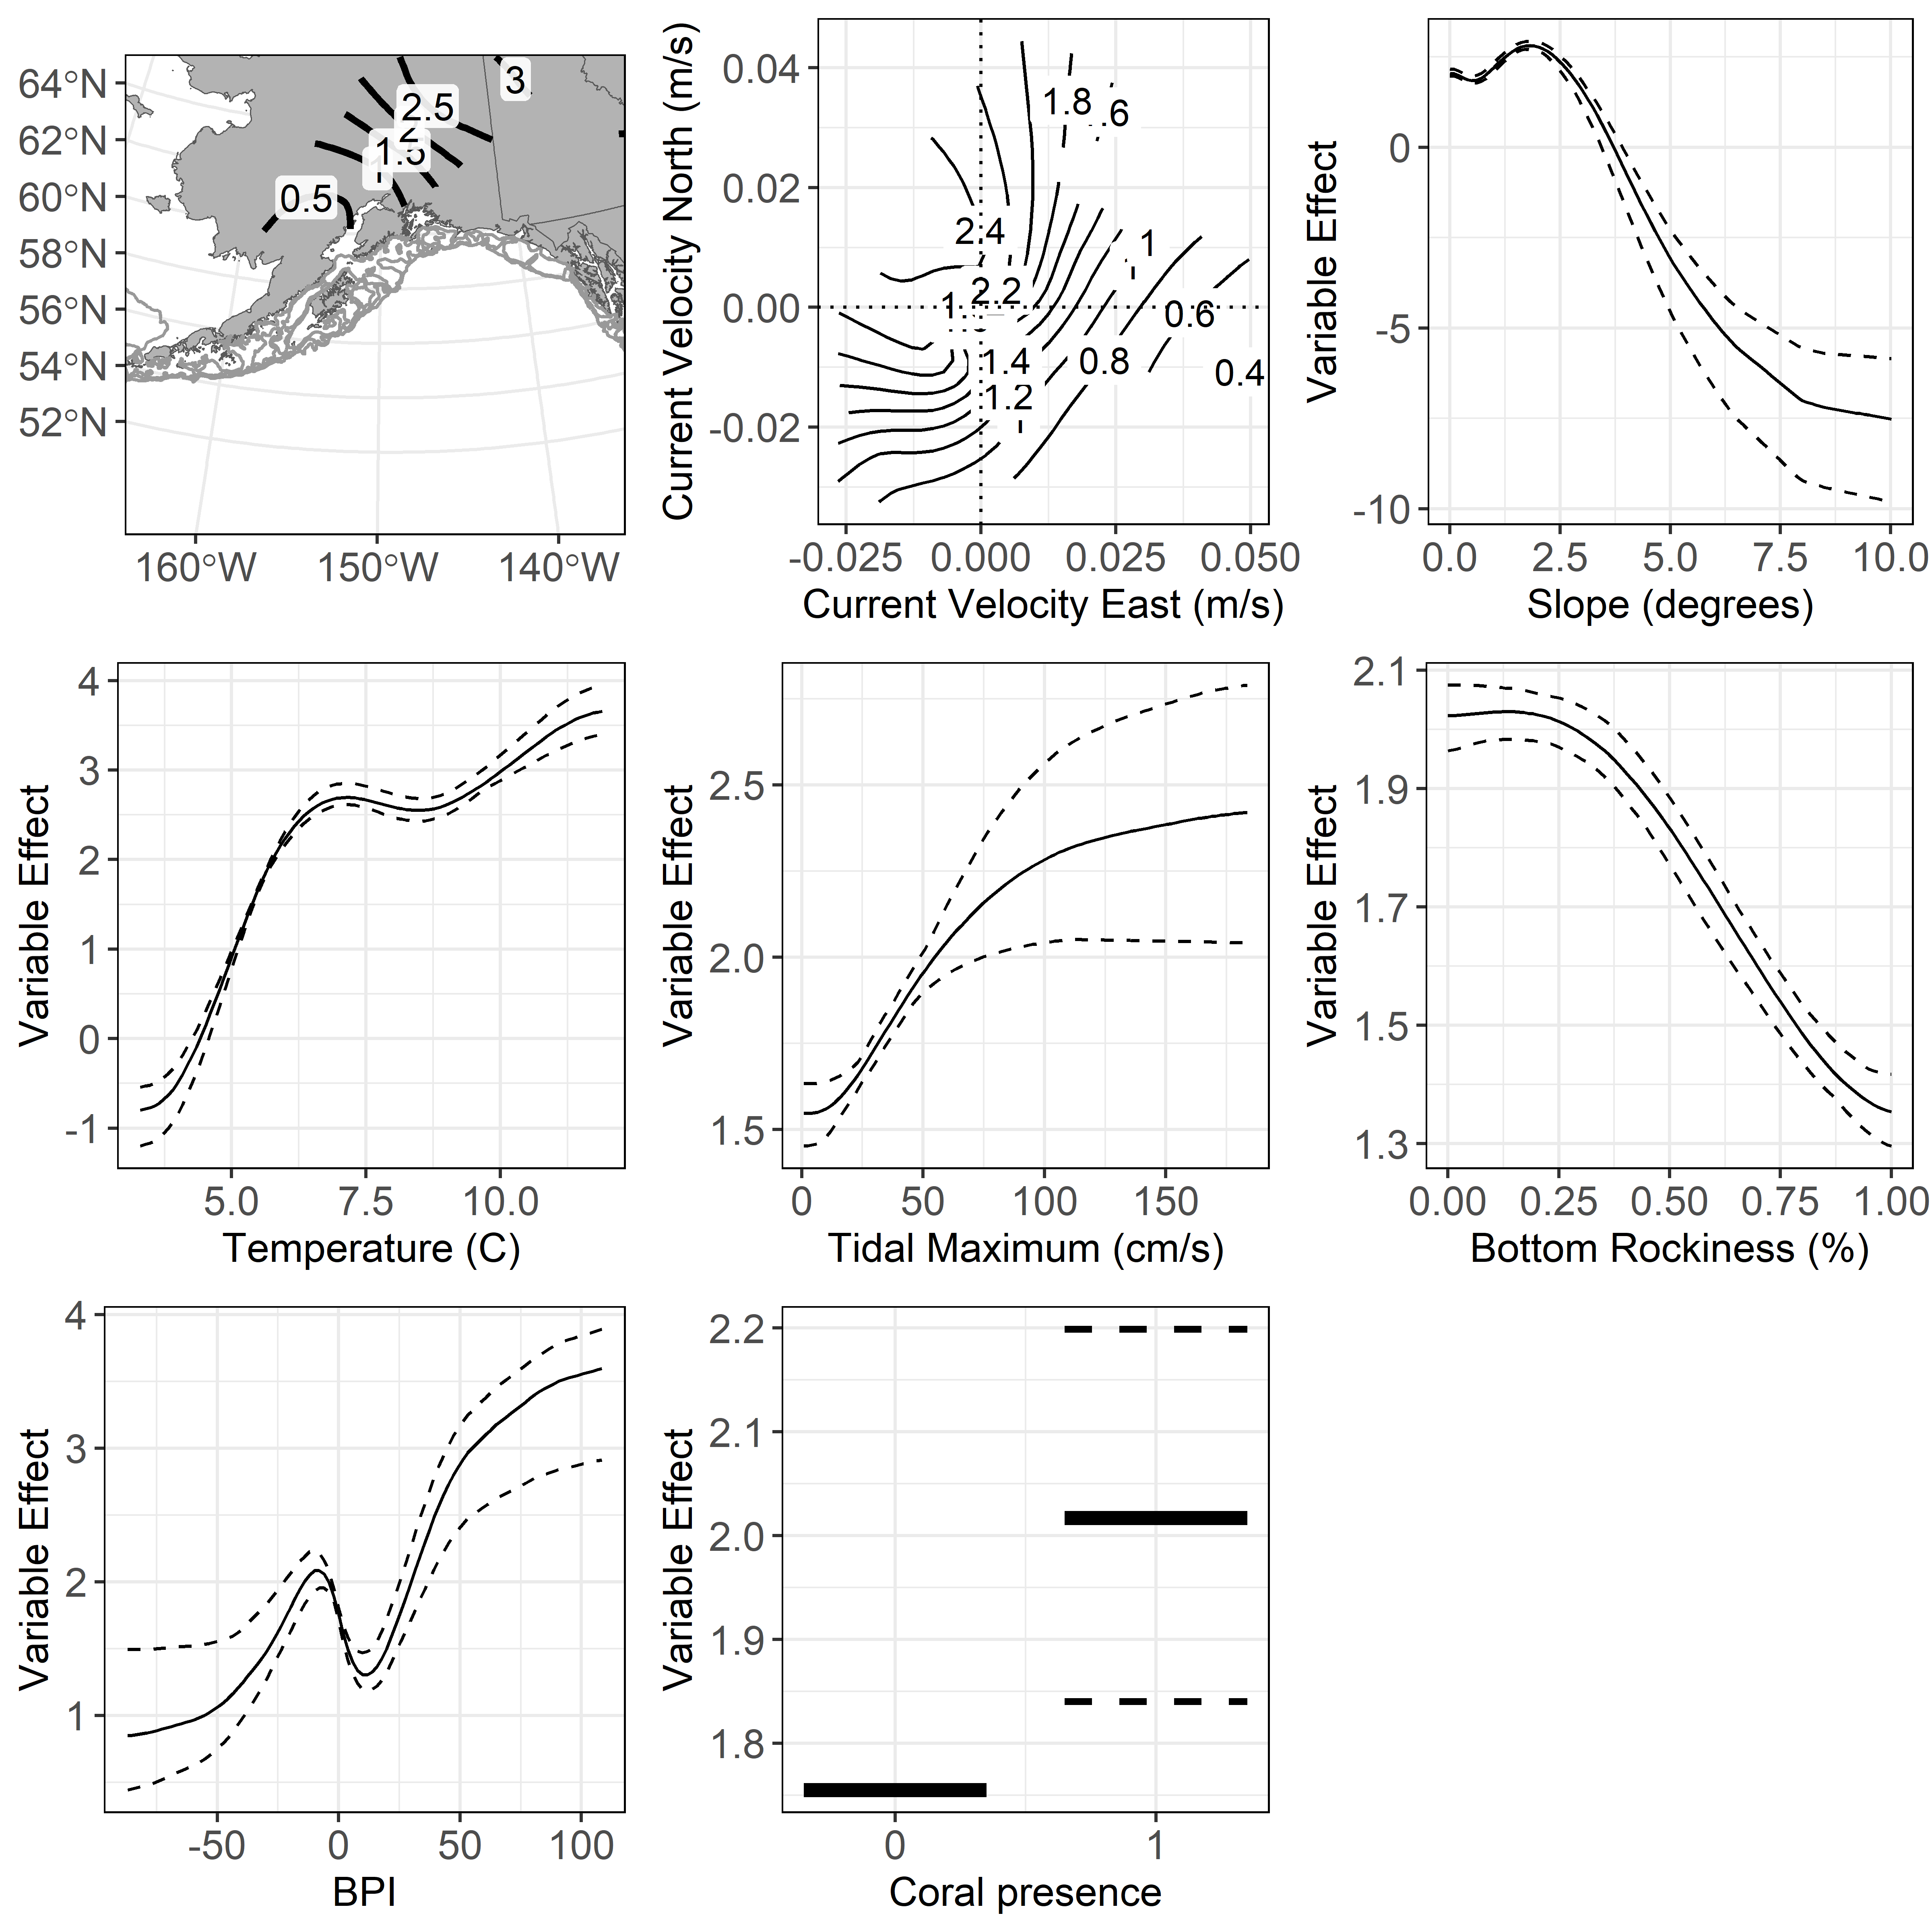 64°N
62°N
60°N
58°N
56°N
54°N
52°N
3
2.5
2
1.5
0.5
160°W
150°W
140°W
Current Velocity North (m/s)
0.04
0.02
0.00
-0.02
1.8
2.4
1
2.2
0.6
1.4
0.8
0.4
1.2
-0.025
0.000
0.025
0.050
Current Velocity East (m/s)
Variable Effect
0
-5
-10
0.0
2.5
5.0
7.5
10.0
Slope (degrees)
Variable Effect
4
3
2
1
0
-1
5.0
7.5
10.0
Temperature (C)
Variable Effect
2.5
2.0
1.5
0
50
100
150
Tidal Maximum (cm/s)
Variable Effect
2.1
1.9
1.7
1.5
1.3
0.00
0.25
0.50
0.75
1.00
Bottom Rockiness (%)
Variable Effect
4
3
2
1
-50
0
50
100
BPI
Variable Effect
2.2
2.1
2.0
1.9
1.8
0
1
Coral presence